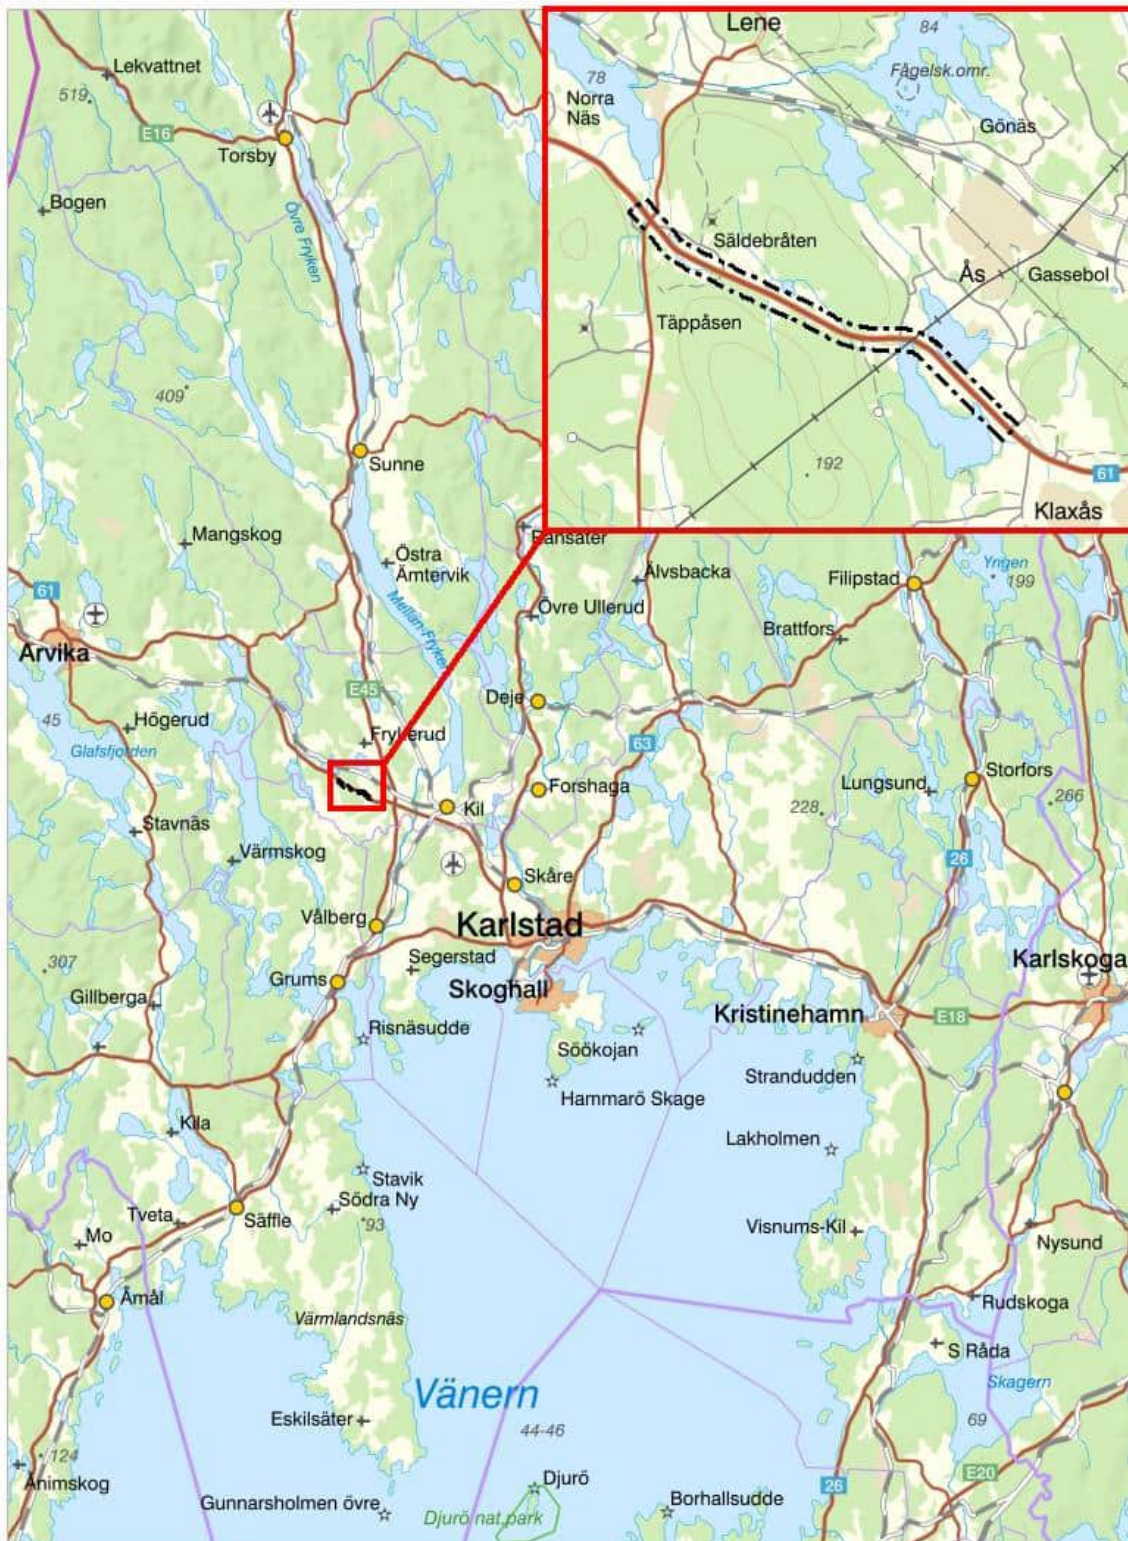 Lekvattnet
519
E16
Torsby
Bogen
Övre Fryken
409
Sunne
Mangskog
Östra
Ämtervik
Mellan-Fryken
Lene
84
Fågelsk.omr.
78
Norra
Näs
Gönäs
Säldebråten
Ås
Gassebol
Täppåsen
192
61
Klaxås
Ransäter
Älvsbacka
Filipstad
Yngen
199
61
Övre Ullerud
Brattfors
Arvika
E45
Deje
45
Högerud
Glafsfjorden
Frykerud
63
Storfors
Lungsund
266
Forshaga
Kil
228
Stavnäs
Värmskog
26
Skåre
Vålberg
Karlstad
307
Segerstad
Karlskoga
Grums
Skoghall
Gillberga
Kristinehamn
E18
Risnäsudde
Söökojan
Strandudden
Hammarö Skage
Kila
Lakholmen
Stavik
Södra Ny
93
Tveta
Säffle
Mo
Visnums-Kil
Nysund
Åmål
Rudskoga
Värmlandsnäs
S Råda
Skagern
Vänern
Eskilsäter
44-46
69
124
Ånimskog
E20
26
Djurö
Gunnarsholmen övre
Djurö nat.park
Borhallsudde